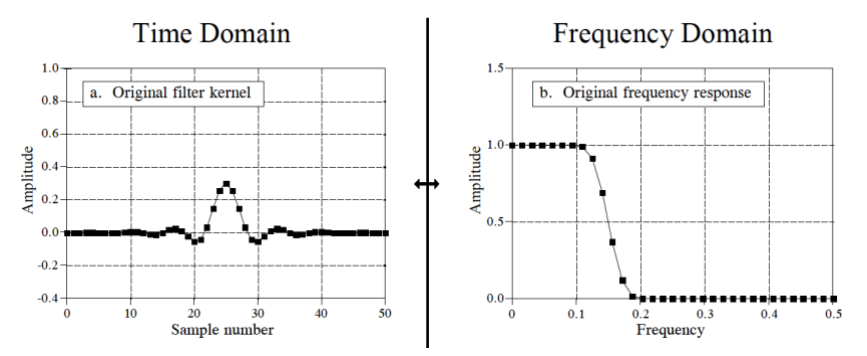 Time Domain
Frequency Domain
1.0
0.8
0.6
0.4
0.2
0.0
-0.2
-0.4
Amplitude
a. Original filter kernel
0 10 20 30 40 50
Sample number
1.5
1.0
0.5
0.0
Amplitude
b. Original frequency response
0 0.1 0.2 0.3 0.4 0.5
Frequency